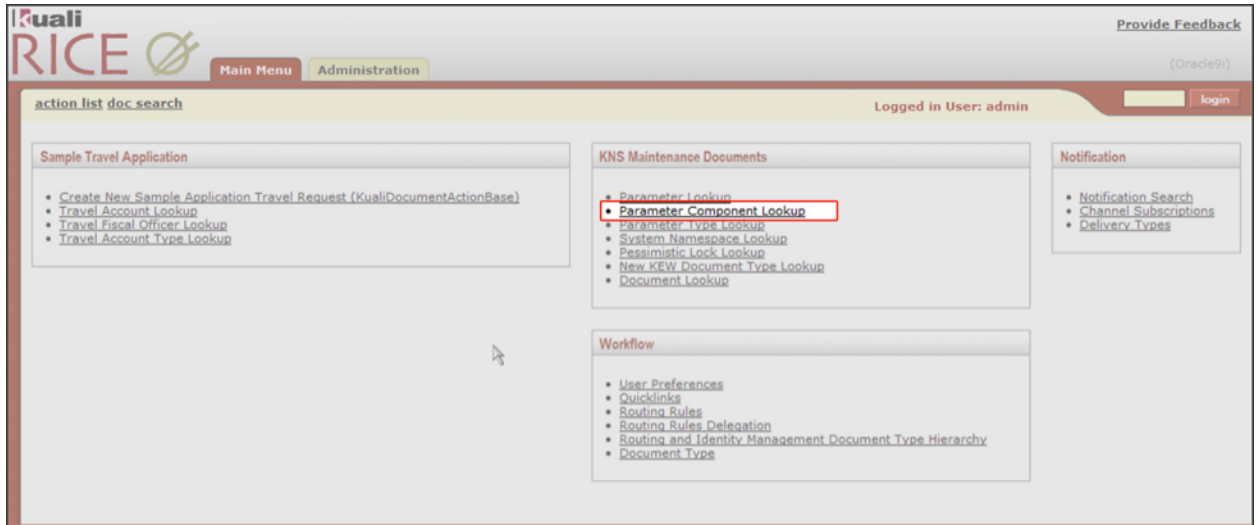 Kuali
RICE
Provide Feedback
Main Menu
Administration
(Oracle9i)
action list doc search
Logged in User: admin
login
Sample Travel Application
Create New Sample Application Travel Request (KualiDocumentActionBase)
Travel Account Lookup
Travel Fiscal Officer Lookup
Travel Account Type Lookup
KNS Maintenance Documents
Parameter Lookup
Parameter Component Lookup
Parameter Type Lookup
System Namespace Lookup
Pessimistic Lock Lookup
New KEW Document Type Lookup
Document Lookup
Notification
Notification Search
Channel Subscriptions
Delivery Types
Workflow
User Preferences
Quicklinks
Routing Rules
Routing Rules Delegation
Routing and Identity Management Document Type Hierarchy
Document Type